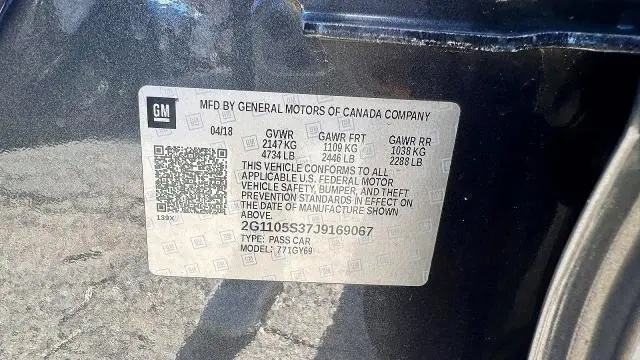 GM
MFD BY GENERAL MOTORS OF CANADA COMPANY
04/18 GVWR GAWR FRT GAWR RR
2147 KG 1109 KG 1038 KG
4734 LB 2446 LB 2288 LB
THIS VEHICLE CONFORMS TO ALL
APPLICABLE U.S. FEDERAL MOTOR
VEHICLE SAFETY, BUMPER, AND THEFT
PREVENTION STANDARDS IN EFFECT ON
THE DATE OF MANUFACTURE SHOWN
ABOVE.
139X
2G1105S37J9169067
TYPE: PASS CAR
MODEL: 771GY69